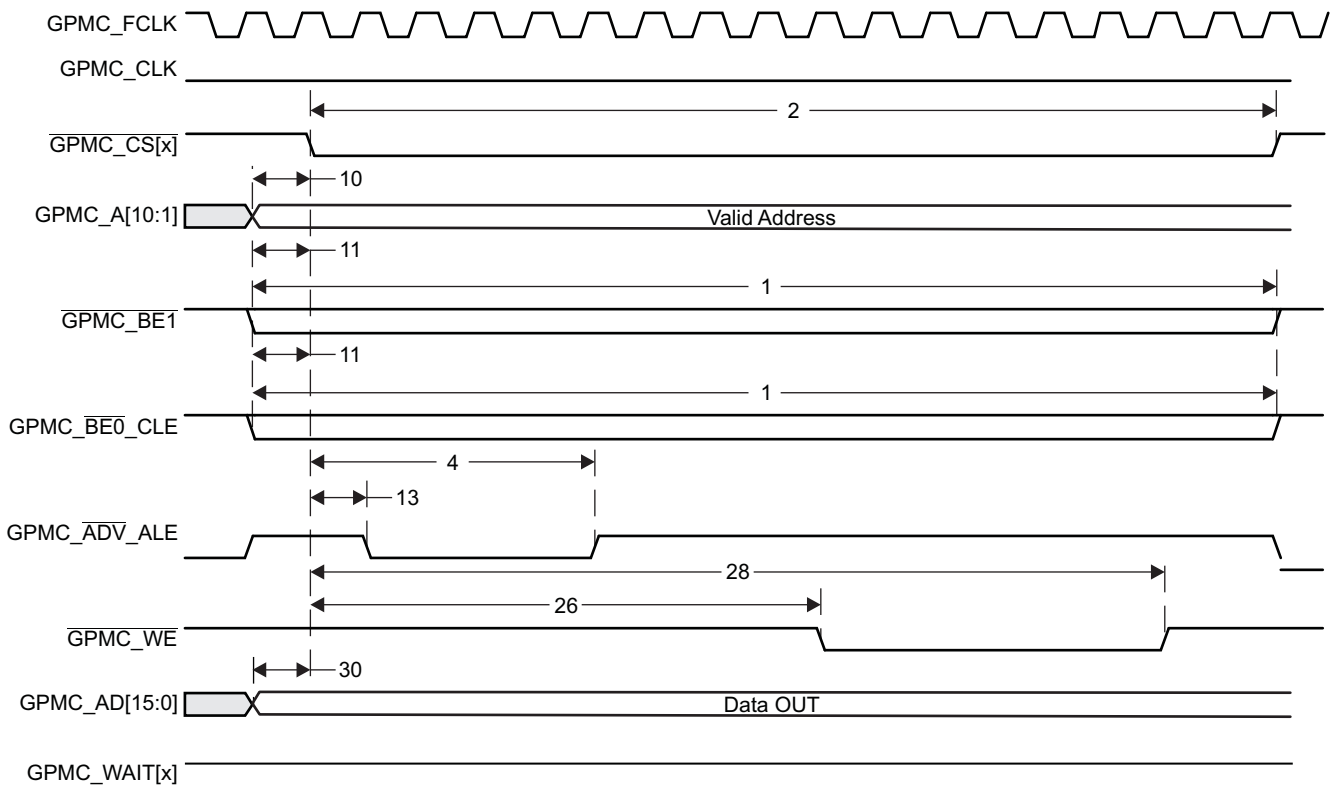 GPMC_FCLK
GPMC_CLK
2
GPMC_CS[x]
10
GPMC_A[10:1]
Valid Address
11
1
GPMC_BE1
11
1
GPMC_BE0_CLE
4
13
GPMC_ADV_ALE
28
26
GPMC_WE
30
GPMC_AD[15:0]
Data OUT
GPMC_WAIT[x]